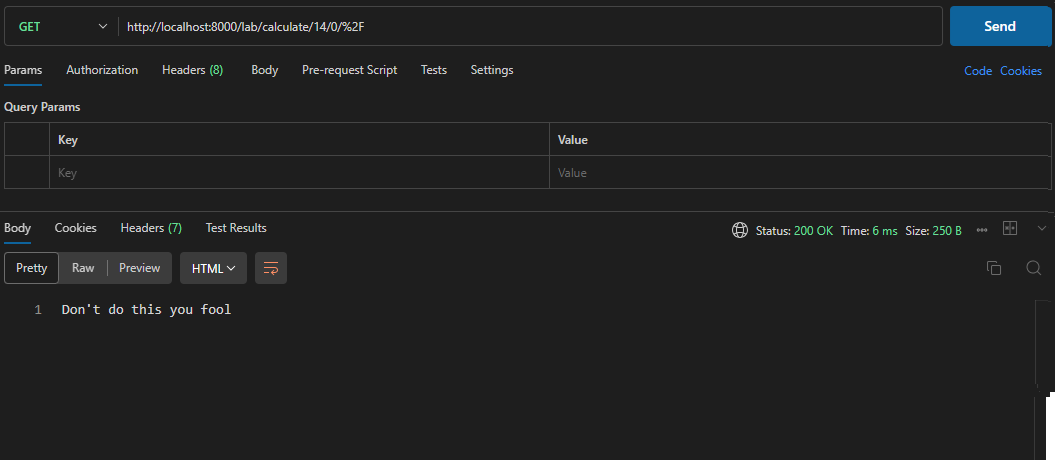 GET http://localhost:8000/lab/calculate/14/0/%2F Send
Params Authorization Headers (8) Body Pre-request Script Tests Settings Code Cookies
Query Params
Key Value
Key Value
Body Cookies Headers (7) Test Results Status: 200 OK Time: 6 ms Size: 250 B
Pretty Raw Preview HTML
1 Don't do this you fool